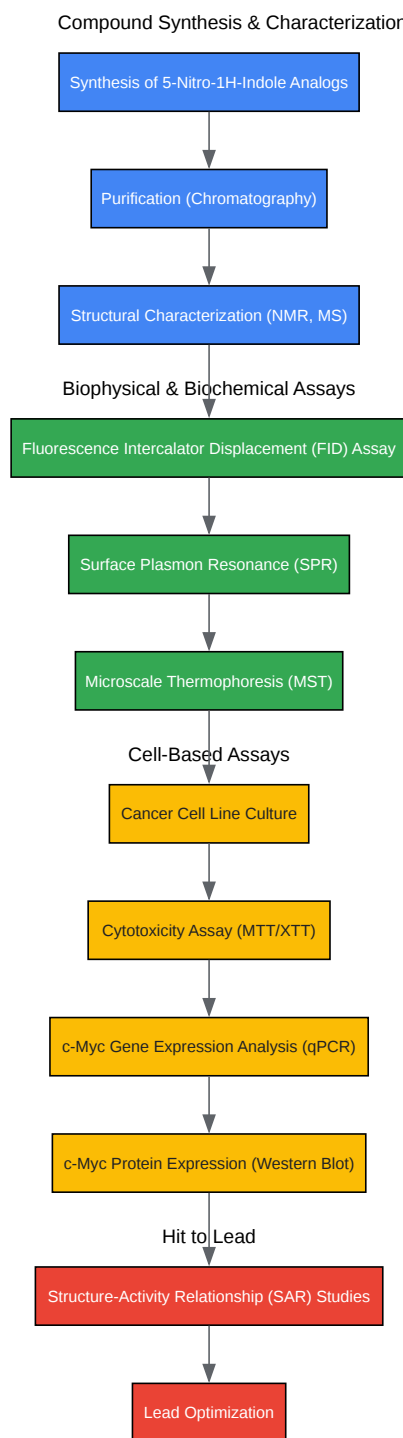 Compound Synthesis & Characterization
Synthesis of 5-Nitro-1H-Indole Analogs
Purification (Chromatography)
Structural Characterization (NMR, MS)
Biophysical & Biochemical Assays
Fluorescence Intercalator Displacement (FID) Assay
Surface Plasmon Resonance (SPR)
Microscale Thermophoresis (MST)
Cell-Based Assays
Cancer Cell Line Culture
Cytotoxicity Assay (MTT/XTT)
c-Myc Gene Expression Analysis (qPCR)
c-Myc Protein Expression (Western Blot)
Hit to Lead
Structure-Activity Relationship (SAR) Studies
Lead Optimization